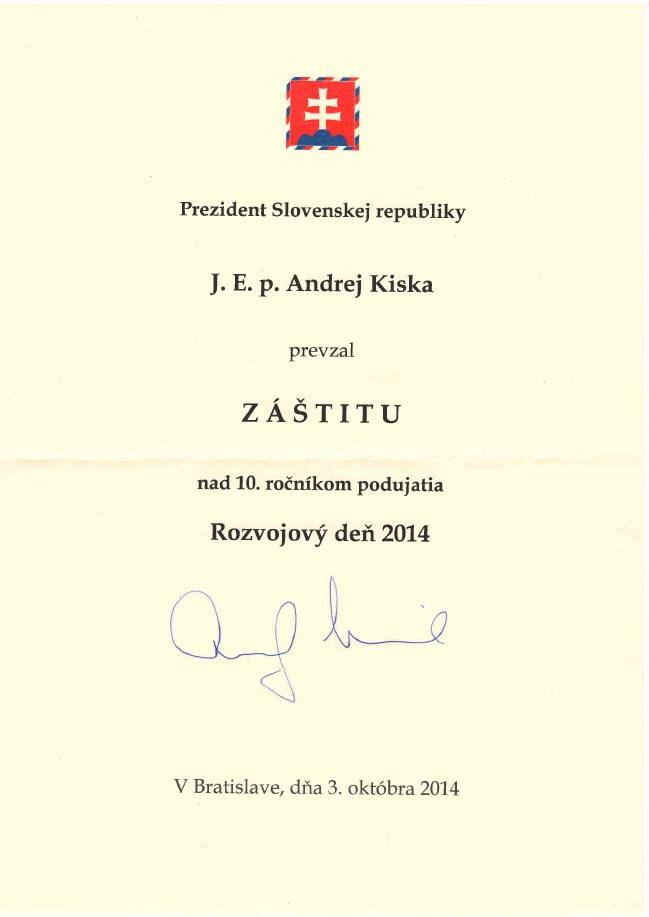 Prezident Slovenskej republiky
J. E. p. Andrej Kiska
prevzal
ZÁŠTITU
nad 10. ročníkom podujatia
Rozvojový deň 2014
V Bratislave, dňa 3. októbra 2014